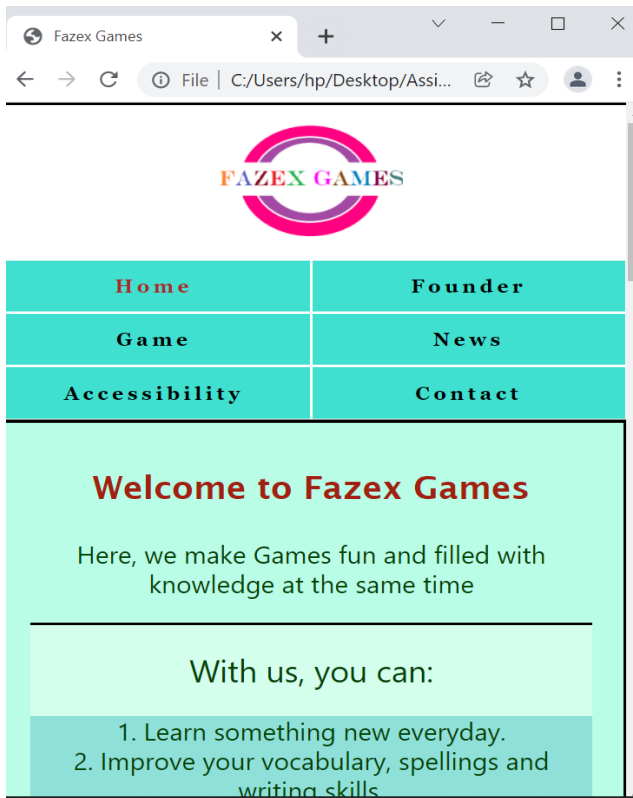 Fazex Games
File | C:/Users/hp/Desktop/Assi...
FAZEX GAMES
Home
Founder
Game
News
Accessibility
Contact
Welcome to Fazex Games
Here, we make Games fun and filled with
knowledge at the same time
With us, you can:
1. Learn something new everyday.
2. Improve your vocabulary, spellings and
writing skills